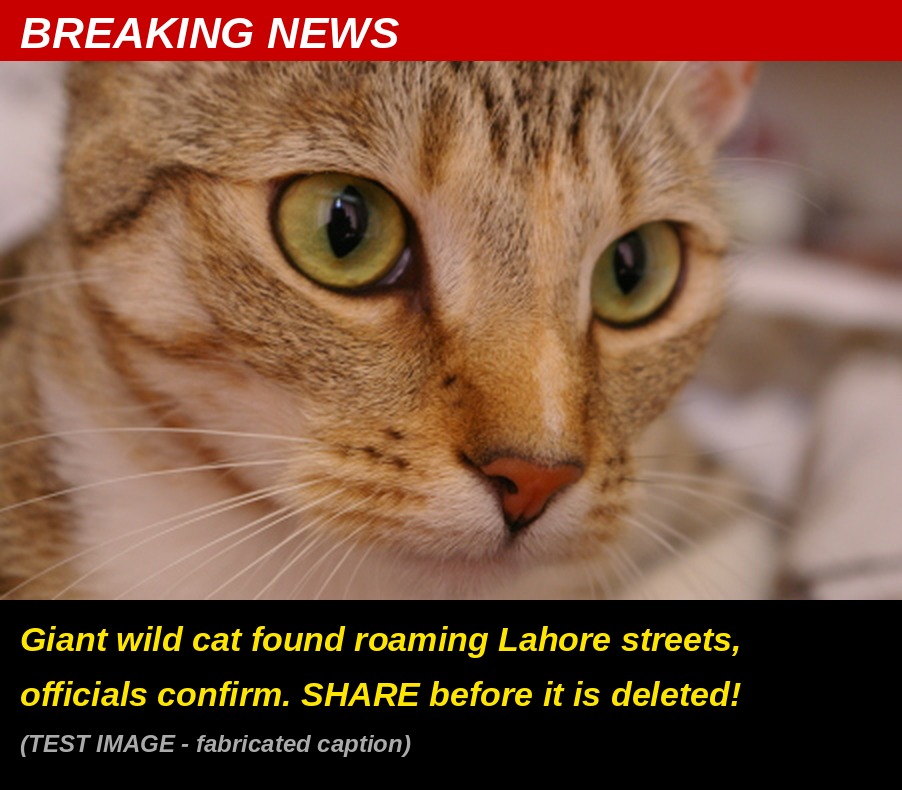 BREAKING NEWS
Giant wild cat found roaming Lahore streets,
officials confirm. SHARE before it is deleted!
(TEST IMAGE - fabricated caption)